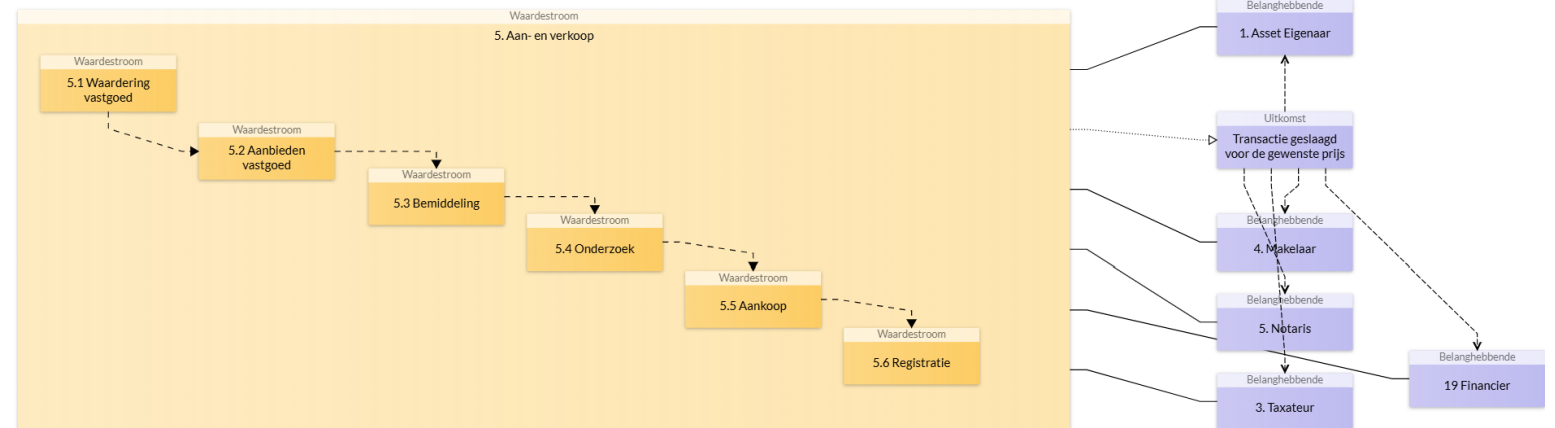 Waardestroom
5. Aan- en verkoop
Waardestroom
5.1 Waardering
vastgoed
Waardestroom
5.2 Aanbieden
vastgoed
Waardestroom
5.3 Bemiddeling
Waardestroom
5.4 Onderzoek
Waardestroom
5.5 Aankoop
Waardestroom
5.6 Registratie
Belanghebbende
1. Asset Eigenaar
Uitkomst
Transactie geslaagd
voor de gewenste prijs
Belanghebbende
4. Makelaar
Belanghebbende
5. Notaris
Belanghebbende
19 Financier
Belanghebbende
3. Taxateur